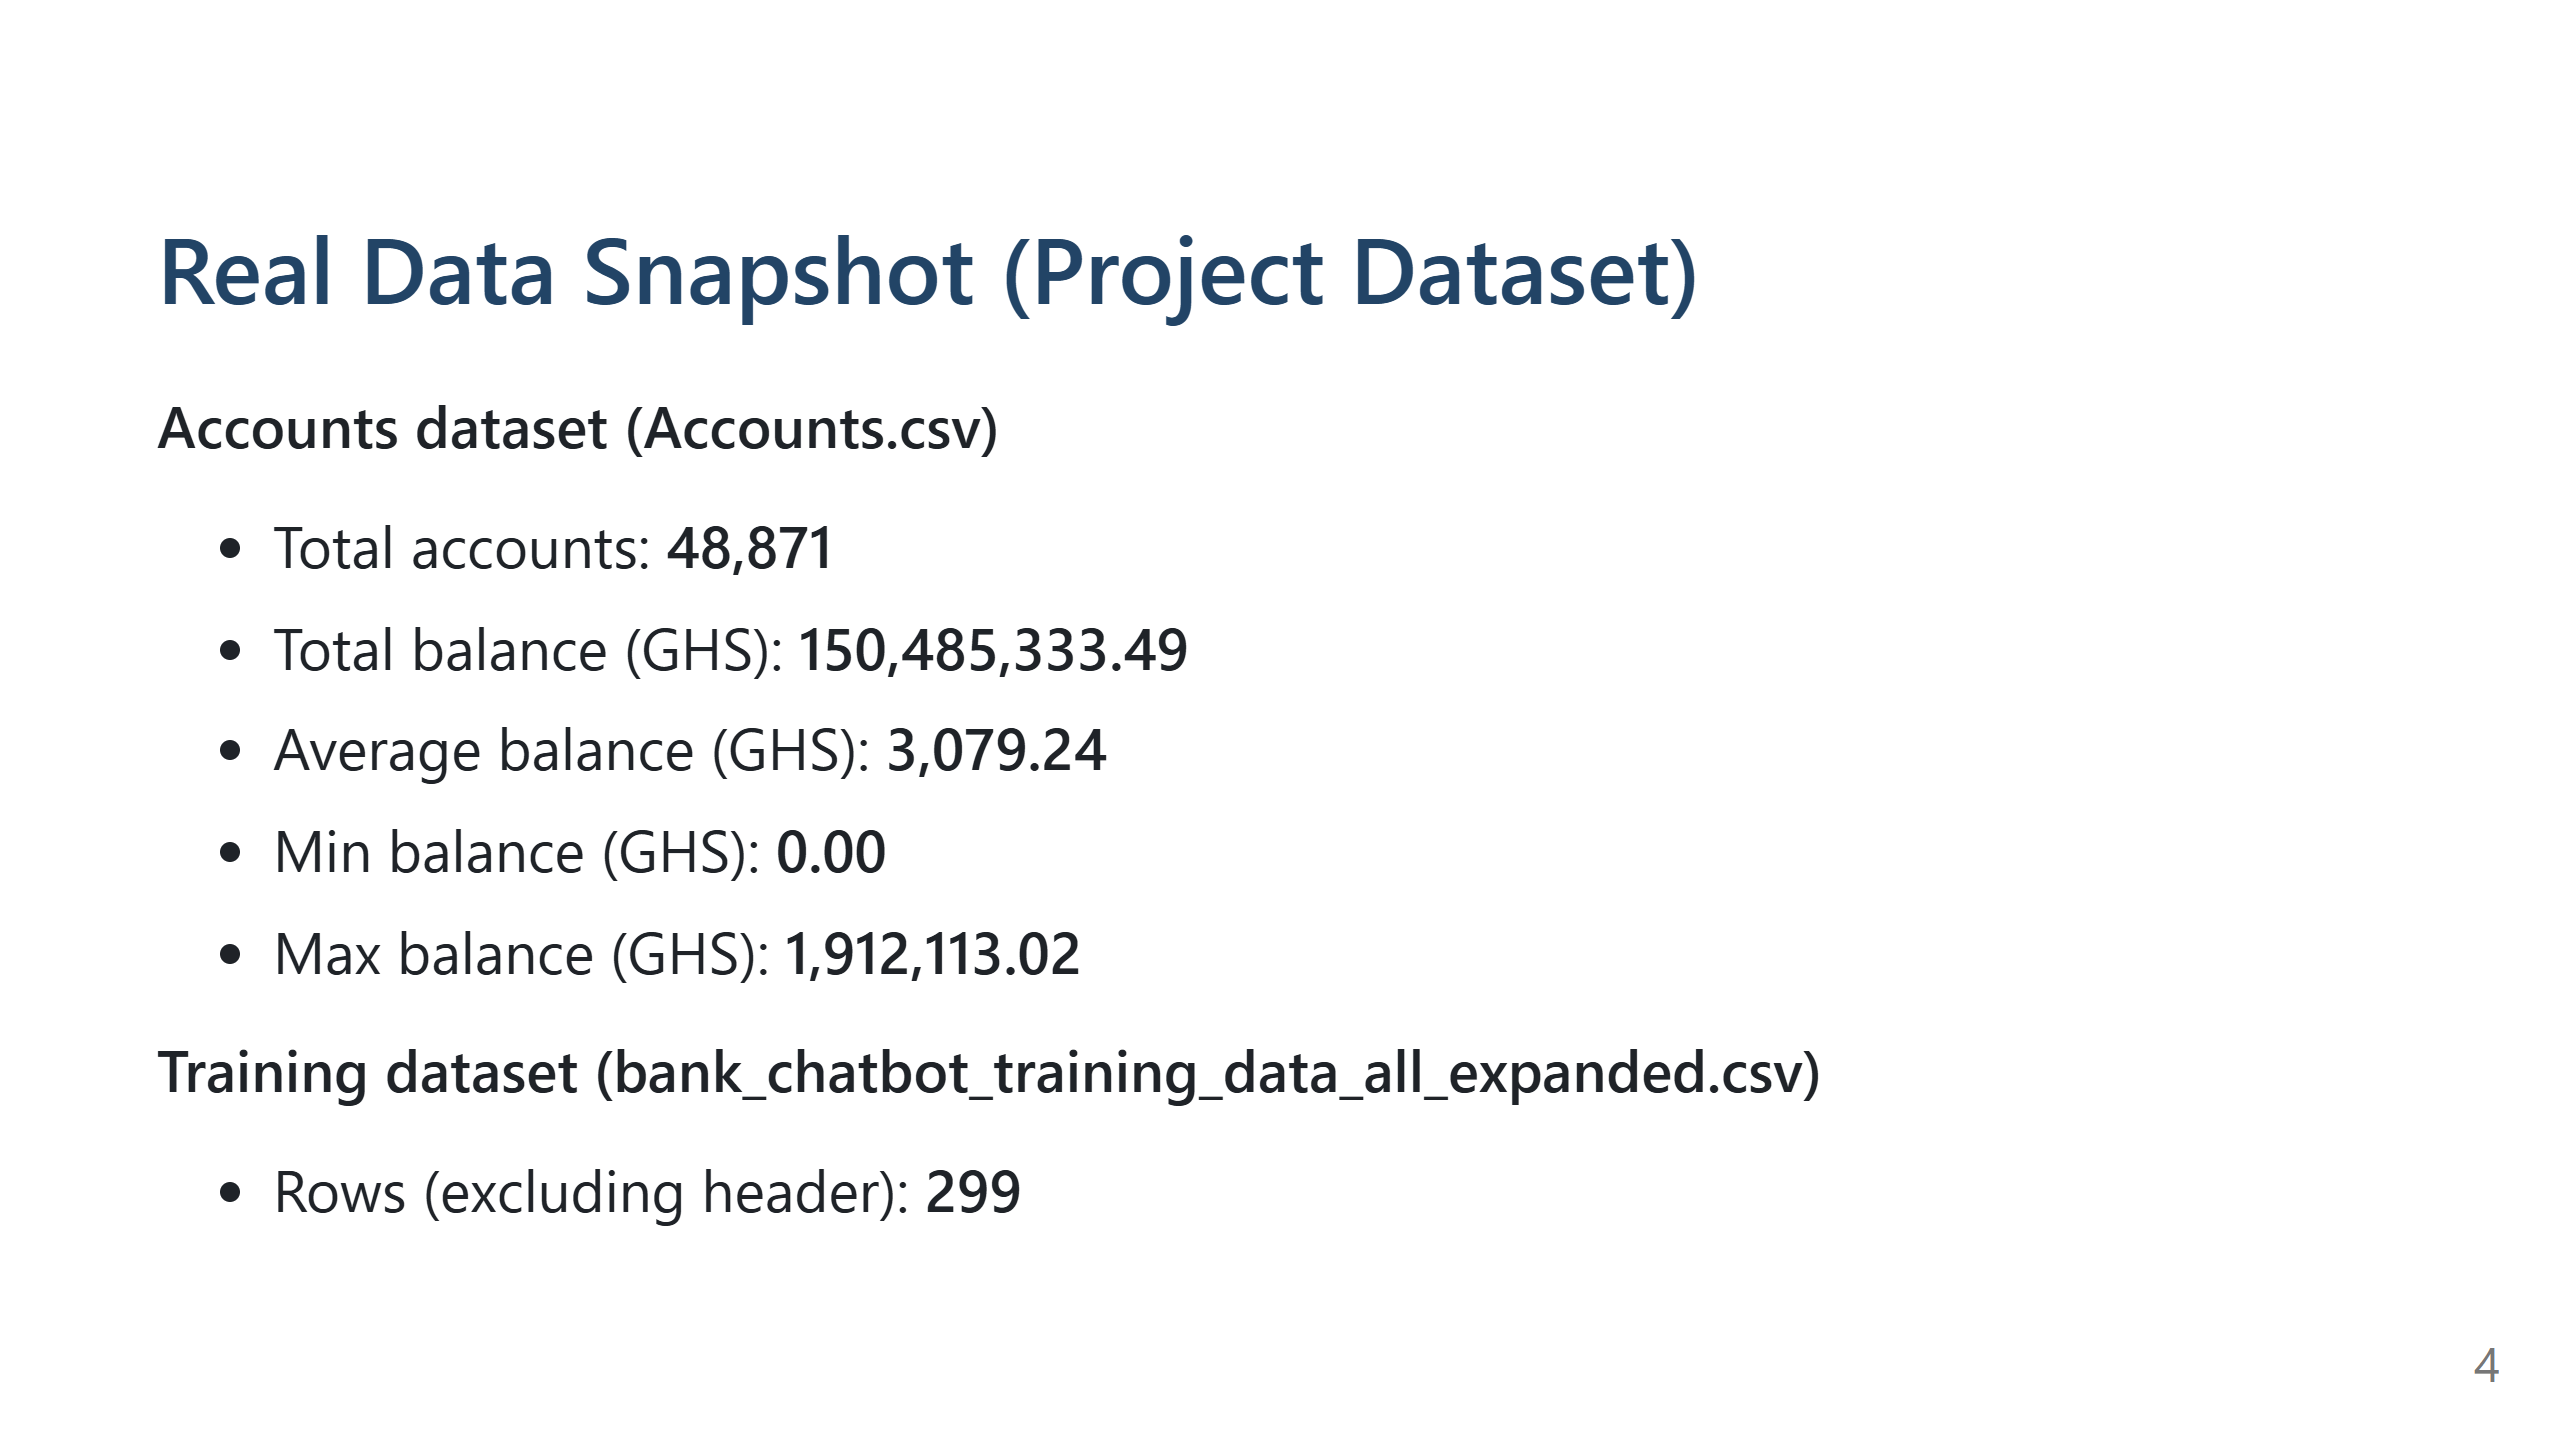 Real Data Snapshot (Project Dataset)
Accounts dataset (Accounts.csv)
• Total accounts: 48,871
• Total balance (GHS): 150,485,333.49
• Average balance (GHS): 3,079.24
• Min balance (GHS): 0.00
• Max balance (GHS): 1,912,113.02
Training dataset (bank_chatbot_training_data_all_expanded.csv)
• Rows (excluding header): 299
4